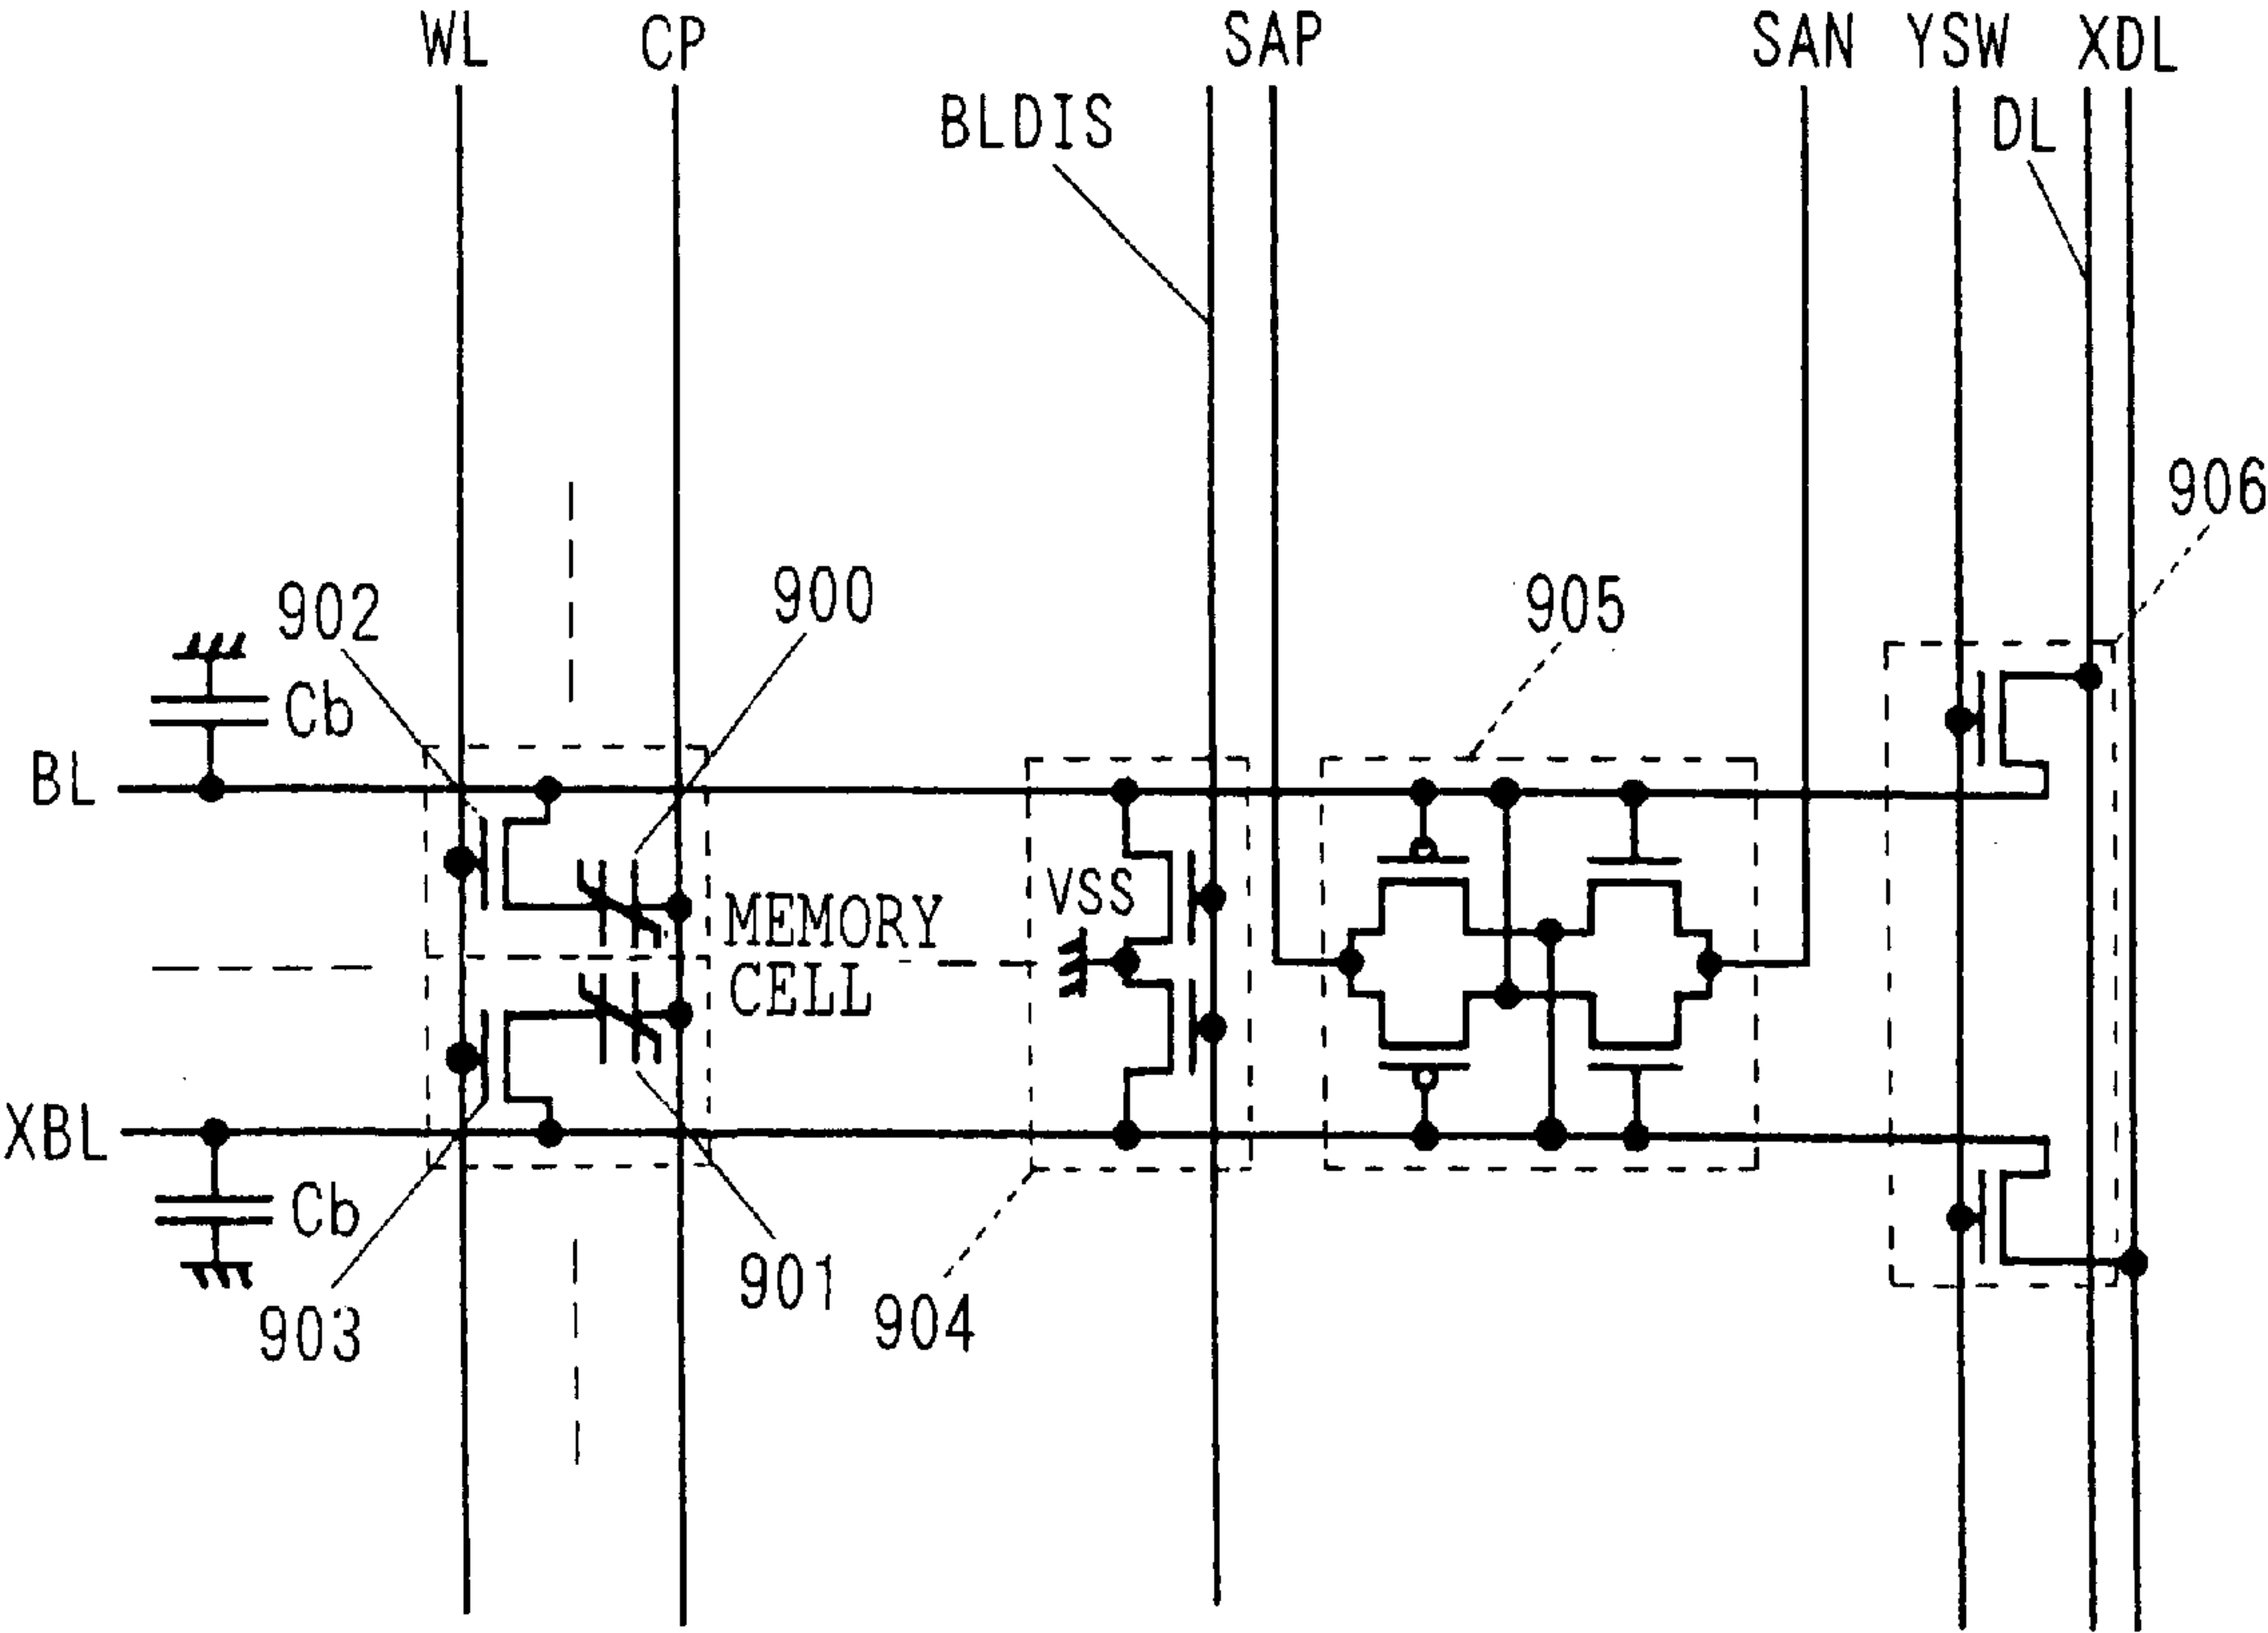 WL CP SAP SAN YSW XDL
BLDIS DL
906
902 900 905
Cb
BL
VSS
MEMORY
CELL
XBL
Cb
901
903 904